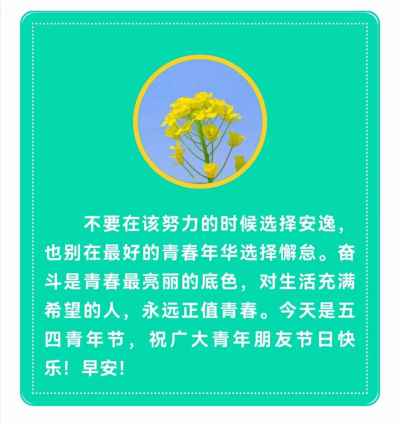 不要在该努力的时候选择安逸，
也别在最好的青春年华选择懈怠。奋
斗是青春最亮丽的底色，对生活充满
希望的人，永远正值青春。今天是五
四青年节，祝广大青年朋友节日快
乐！早安！